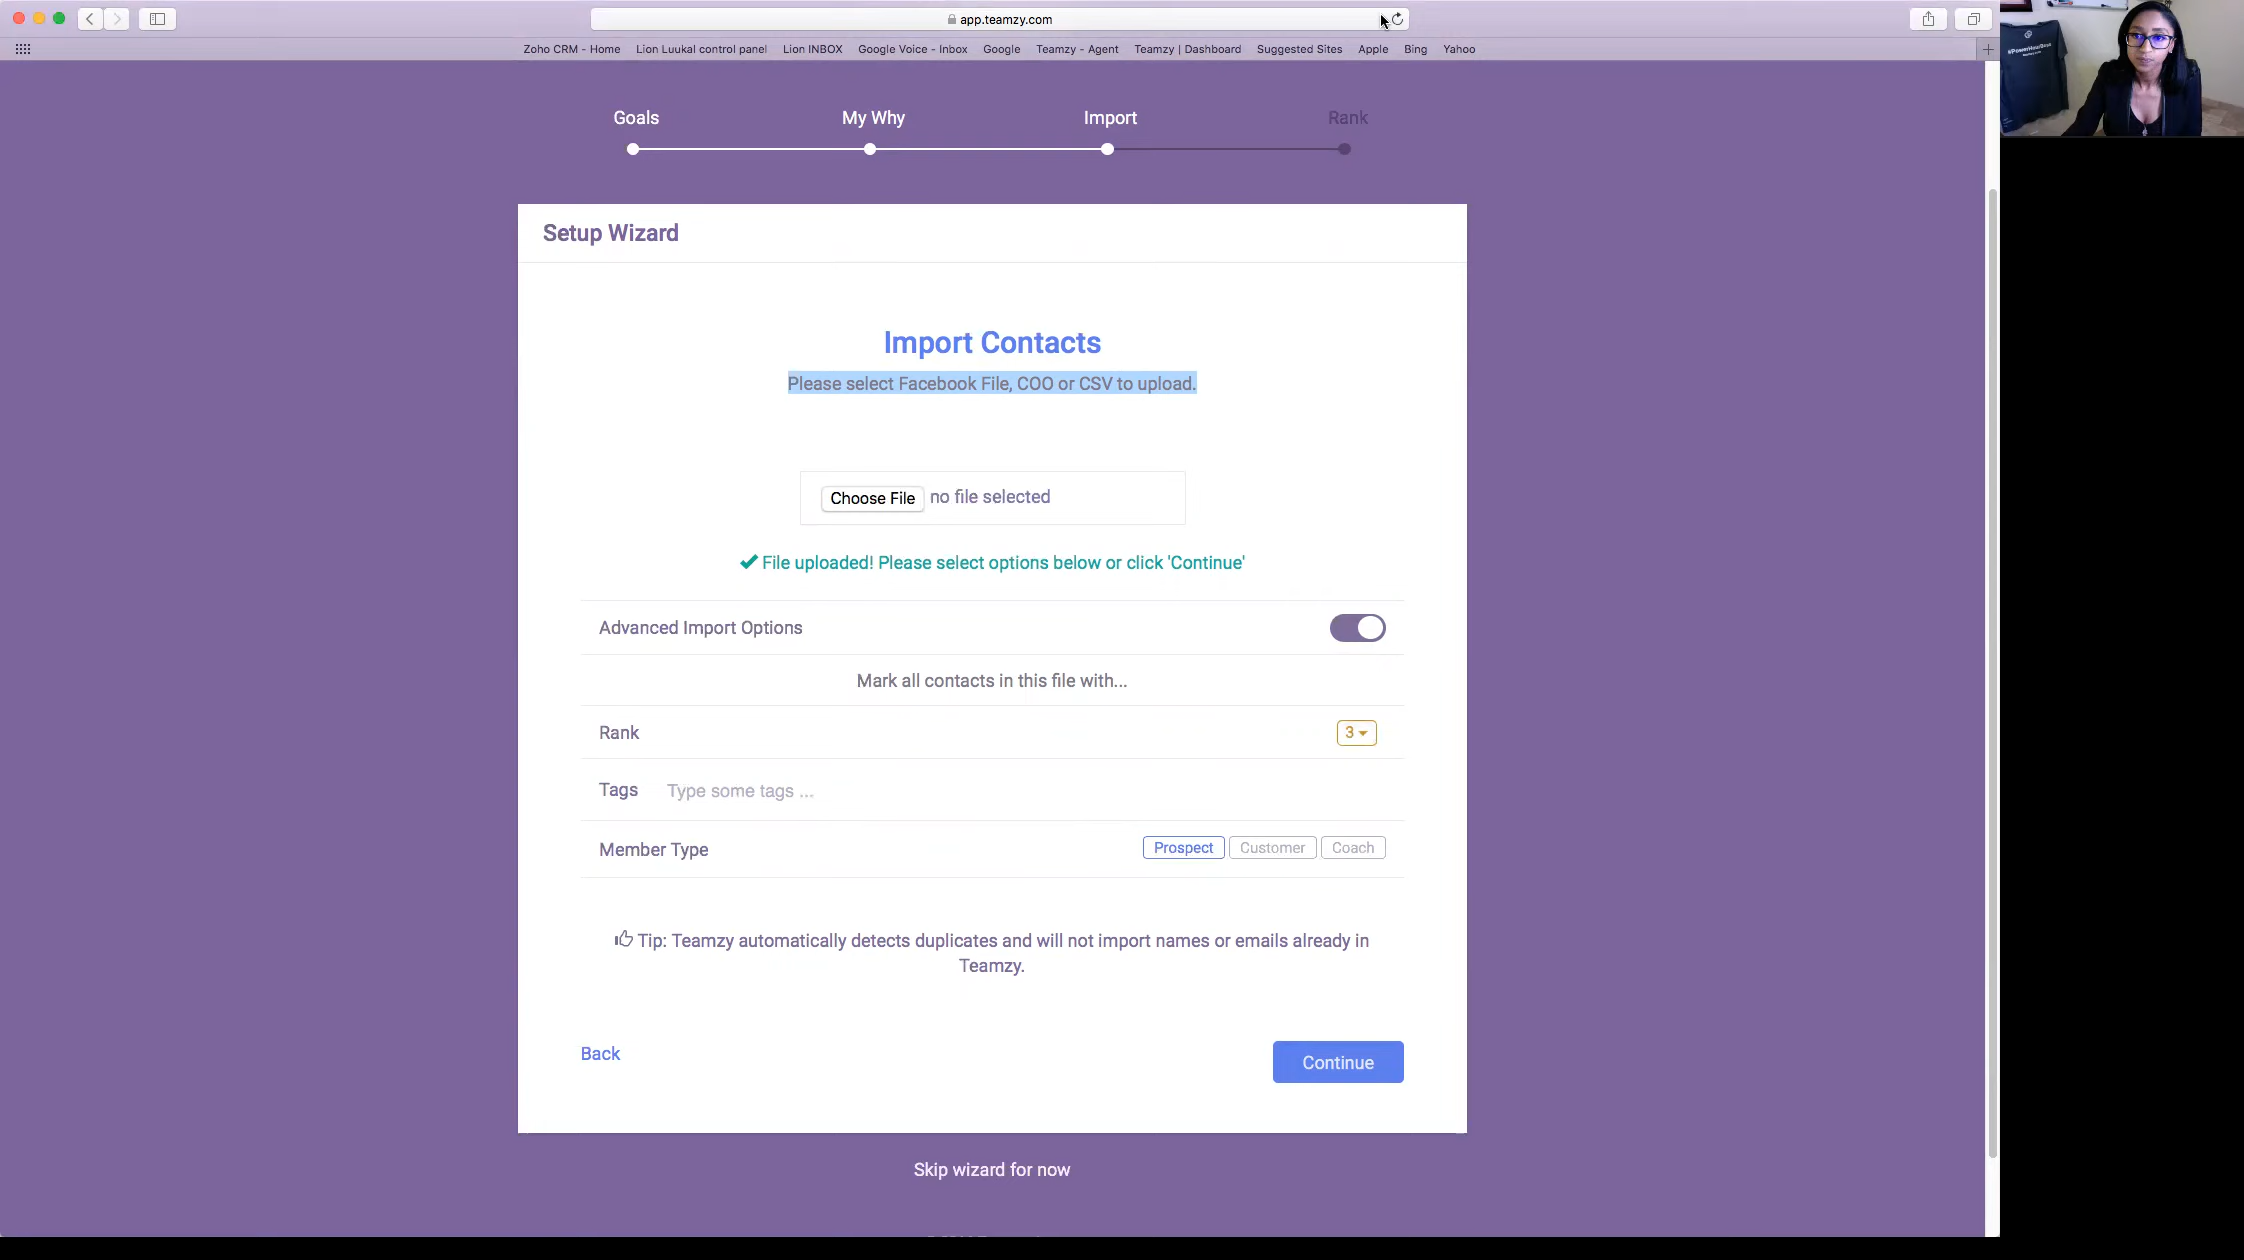 app.teamzy.com
Zoho CRM - Home Lion Luukal control panel Lion INBOX Google Voice - Inbox Google Teamzy - Agent Teamzy | Dashboard Suggested Sites Apple Bing Yahoo
Goals My Why Import Rank
Setup Wizard
Import Contacts
Please select Facebook File, COO or CSV to upload.
Choose File no file selected
File uploaded! Please select options below or click 'Continue'
Advanced Import Options
Mark all contacts in this file with...
Rank 3
Tags Type some tags ...
Member Type Prospect Customer Coach
Tip: Teamzy automatically detects duplicates and will not import names or emails already in
Teamzy.
Back Continue
Skip wizard for now